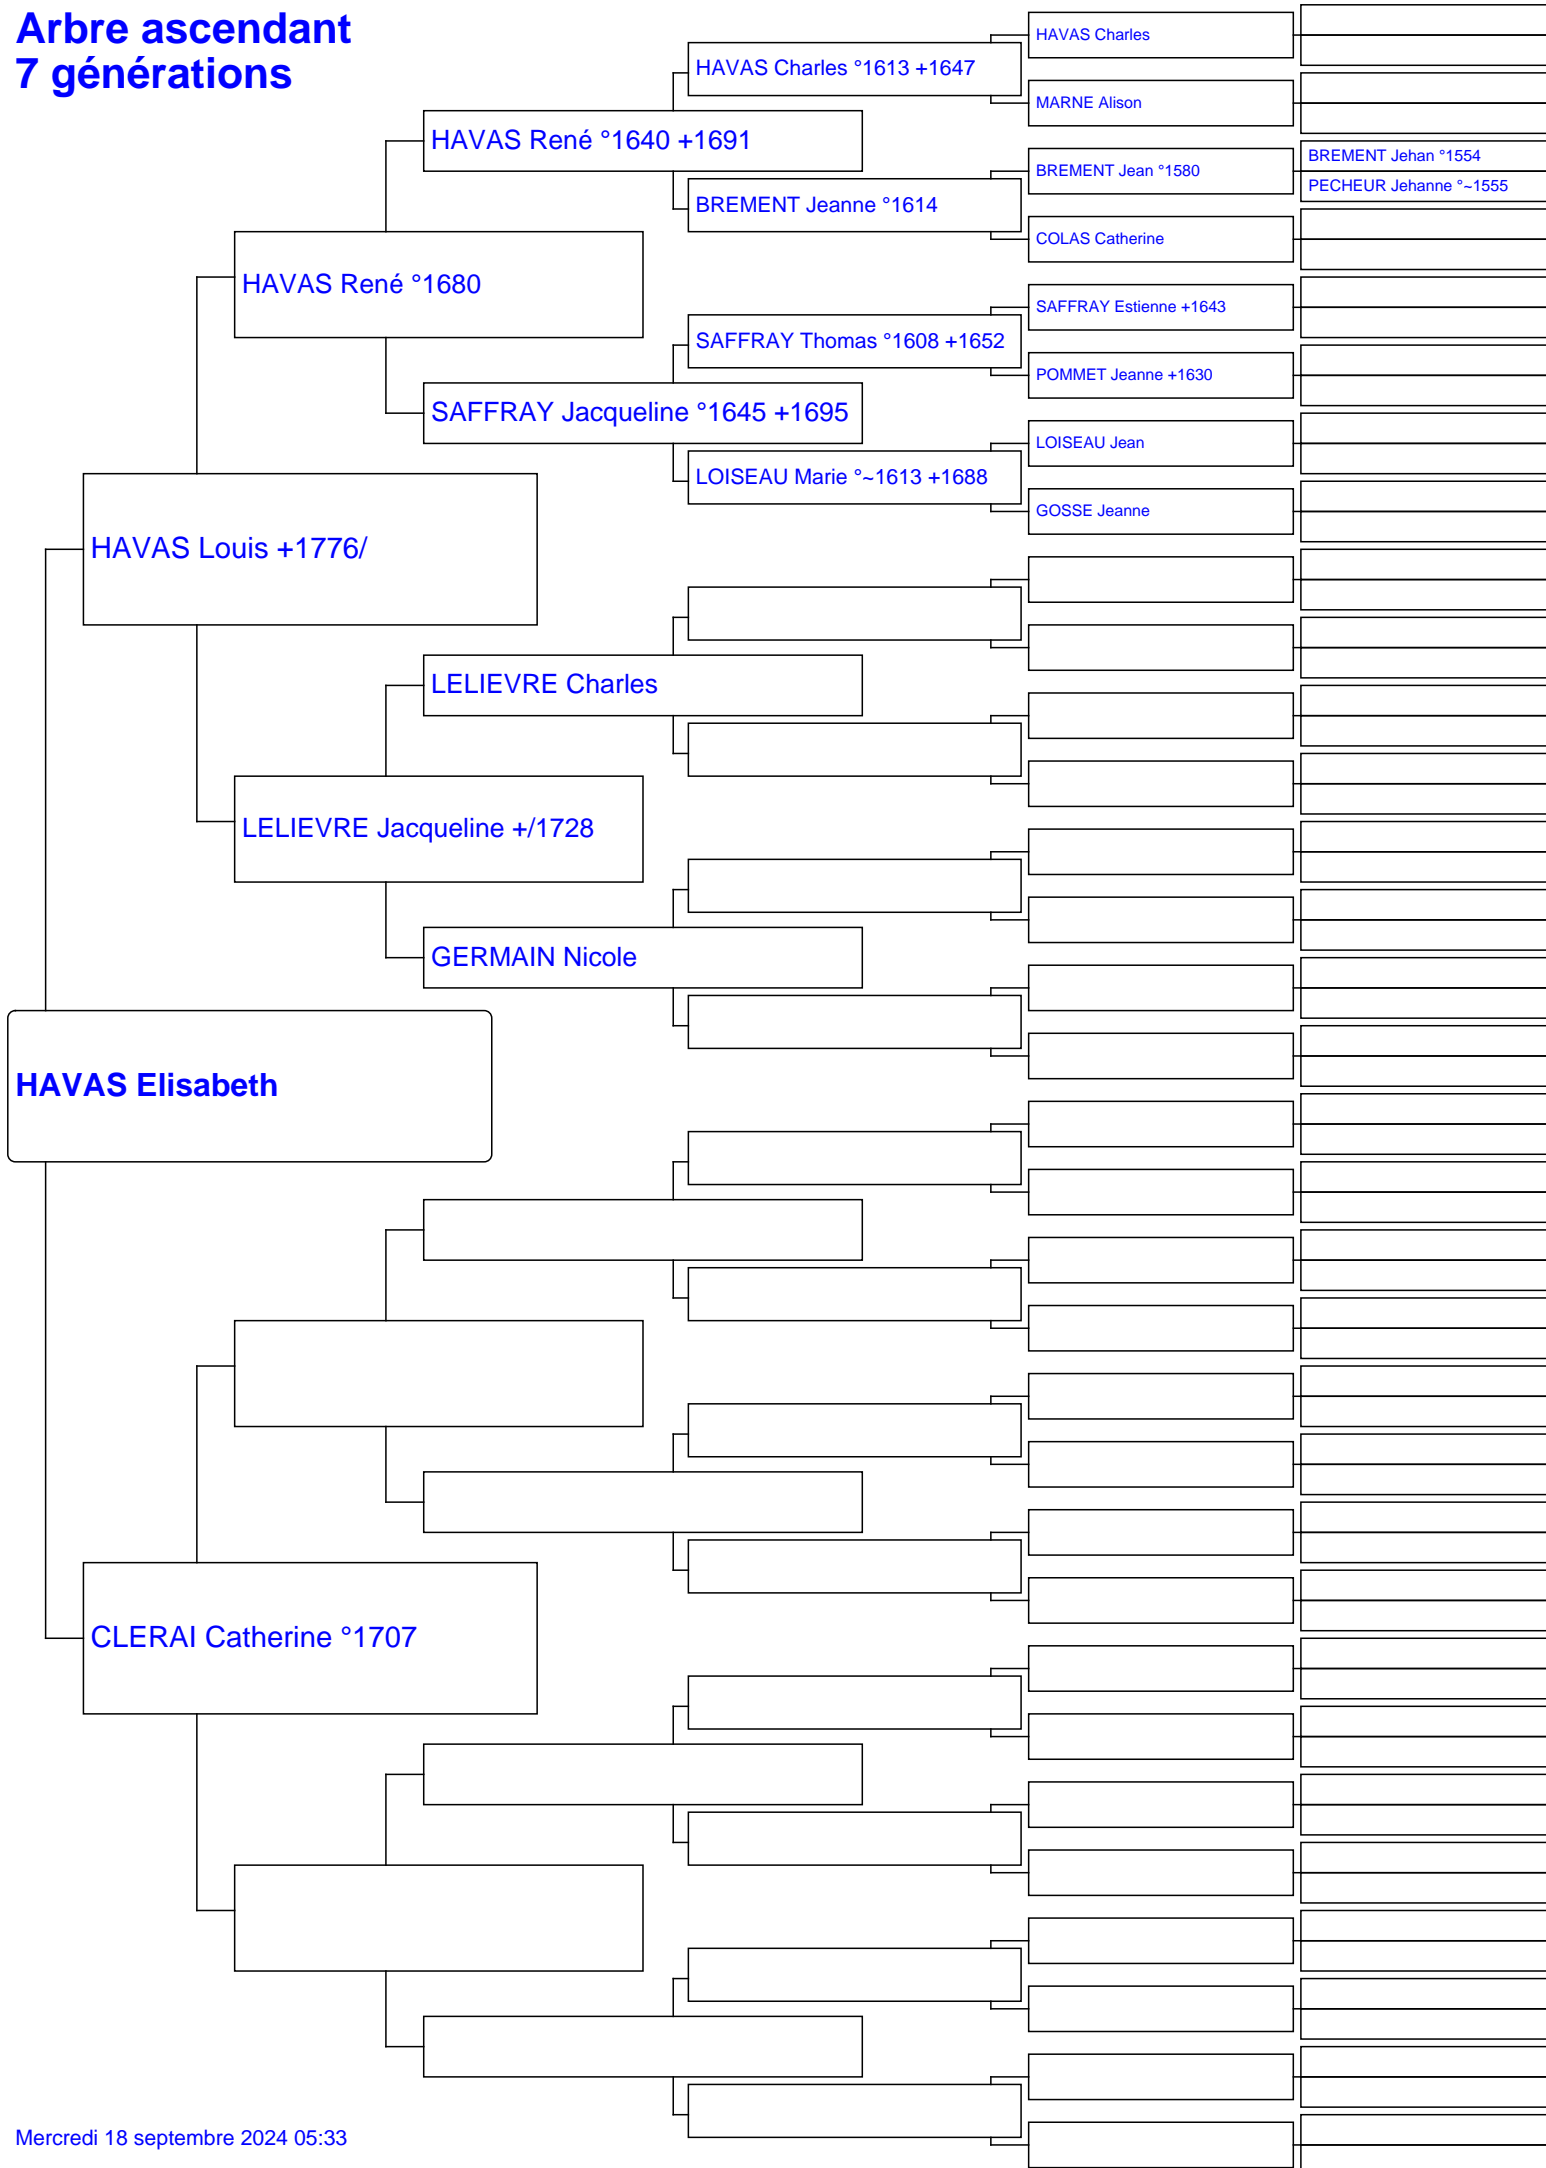 Arbre ascendant
7 générations
HAVAS Charles
HAVAS Charles °1613 +1647
MARNE Alison
HAVAS René °1640 +1691
BREMENT Jehan °1554
BREMENT Jean °1580
PECHEUR Jehanne °~1555
BREMENT Jeanne °1614
COLAS Catherine
HAVAS René °1680
SAFFRAY Estienne +1643
SAFFRAY Thomas °1608 +1652
POMMET Jeanne +1630
SAFFRAY Jacqueline °1645 +1695
LOISEAU Jean
LOISEAU Marie °~1613 +1688
GOSSE Jeanne
HAVAS Louis +1776/
LELIEVRE Charles
LELIEVRE Jacqueline +/1728
GERMAIN Nicole
HAVAS Elisabeth
CLERAI Catherine °1707
Mercredi 18 septembre 2024 05:33